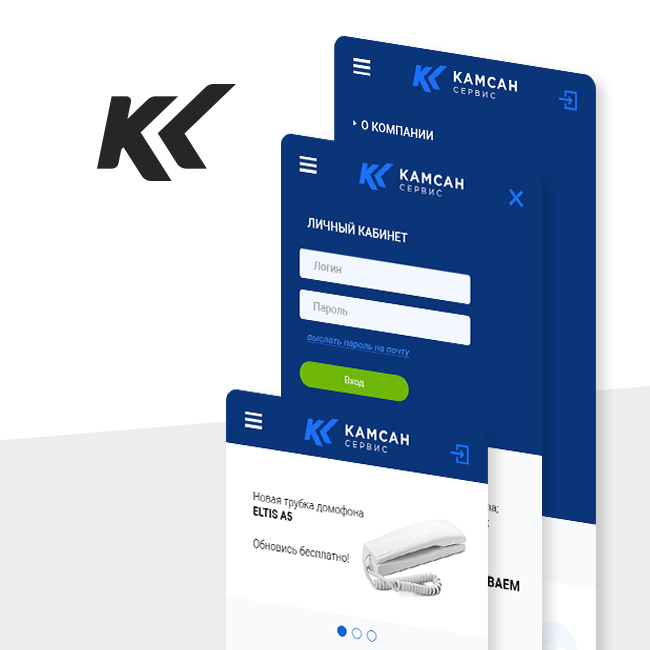 КАМСАН
СЕРВИС
О КОМПАНИИ
КАМСАН
СЕРВИС
ЛИЧНЫЙ КАБИНЕТ
Логин
Пароль
выслать пароль на почту
Вход
КАМСАН
СЕРВИС
Новая трубка домофона
ELTIS A5
Обновись бесплатно!